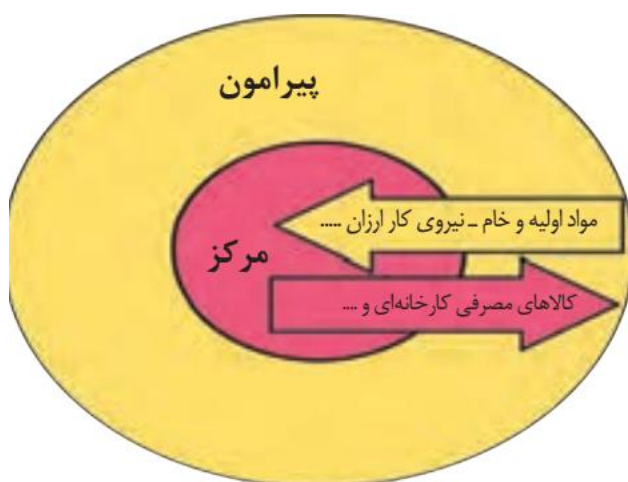 پیرامون
مواد اولیه و خام ـ نیروی کار ارزان .....
مرکز
کالاهای مصرفی کارخانه‌ای و ....